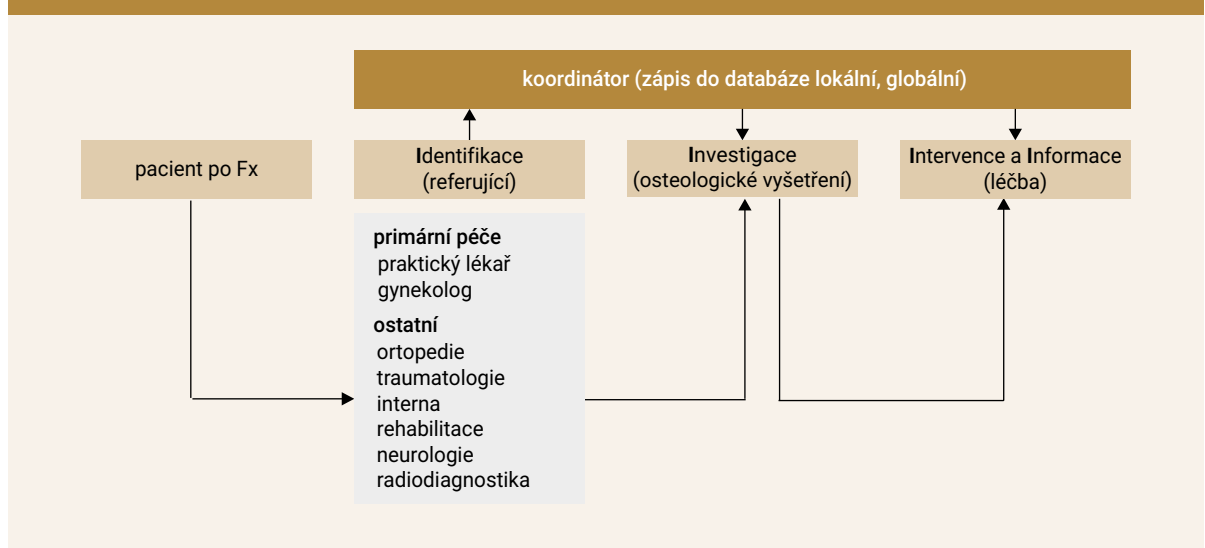 koordinátor (zápis do databáze lokální, globální)
pacient po Fx
Identifikace
(referující)
Investigace
(osteologické vyšetření)
Intervence a Informace
(léčba)
primární péče
praktický lékař
gynekolog
ostatní
ortopedie
traumatologie
interna
rehabilitace
neurologie
radiodiagnostika